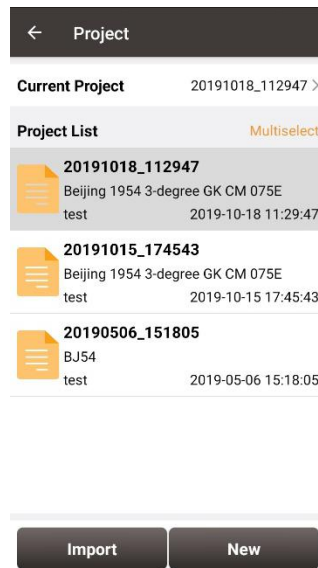 Project
Current Project 20191018_112947
Project List Multiselect
20191018_112947
Beijing 1954 3-degree GK CM 075E
test 2019-10-18 11:29:47
20191015_174543
Beijing 1954 3-degree GK CM 075E
test 2019-10-15 17:45:43
20190506_151805
BJ54
test 2019-05-06 15:18:05
Import New